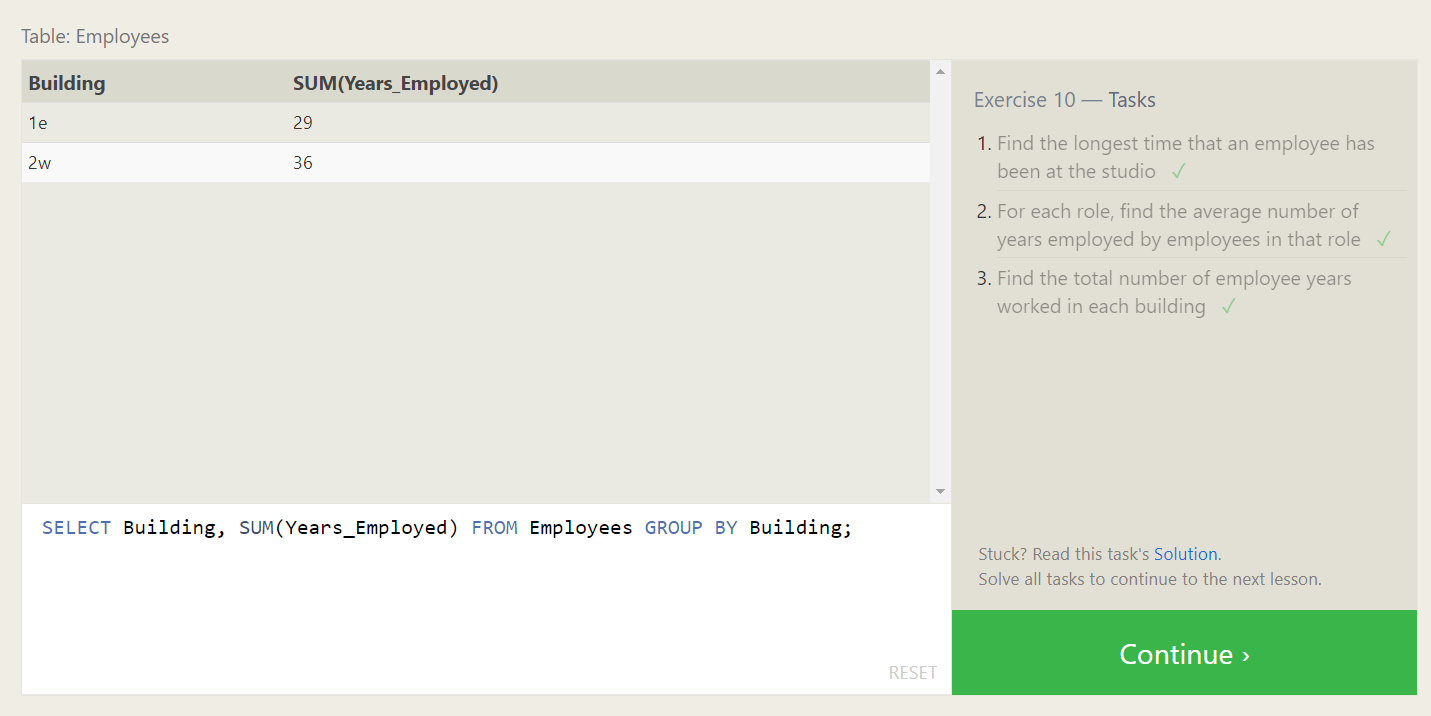 Table: Employees
Building SUM(Years_Employed)
1e 29
2w 36
SELECT Building, SUM(Years_Employed) FROM Employees GROUP BY Building;
RESET
Exercise 10 — Tasks
1. Find the longest time that an employee has
been at the studio ✓
2. For each role, find the average number of
years employed by employees in that role ✓
3. Find the total number of employee years
worked in each building ✓
Stuck? Read this task's Solution.
Solve all tasks to continue to the next lesson.
Continue ›